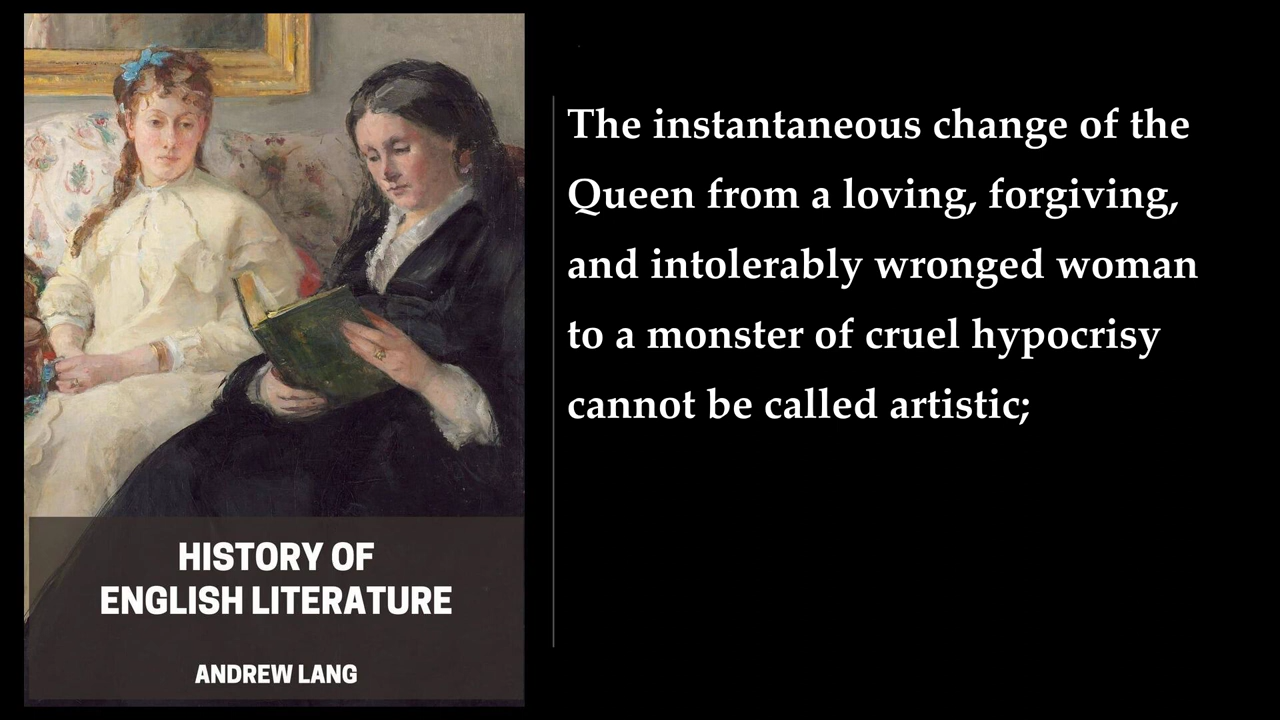 HISTORY OF
ENGLISH LITERATURE
ANDREW LANG
The instantaneous change of the
Queen from a loving, forgiving,
and intolerably wronged woman
to a monster of cruel hypocrisy
cannot be called artistic;